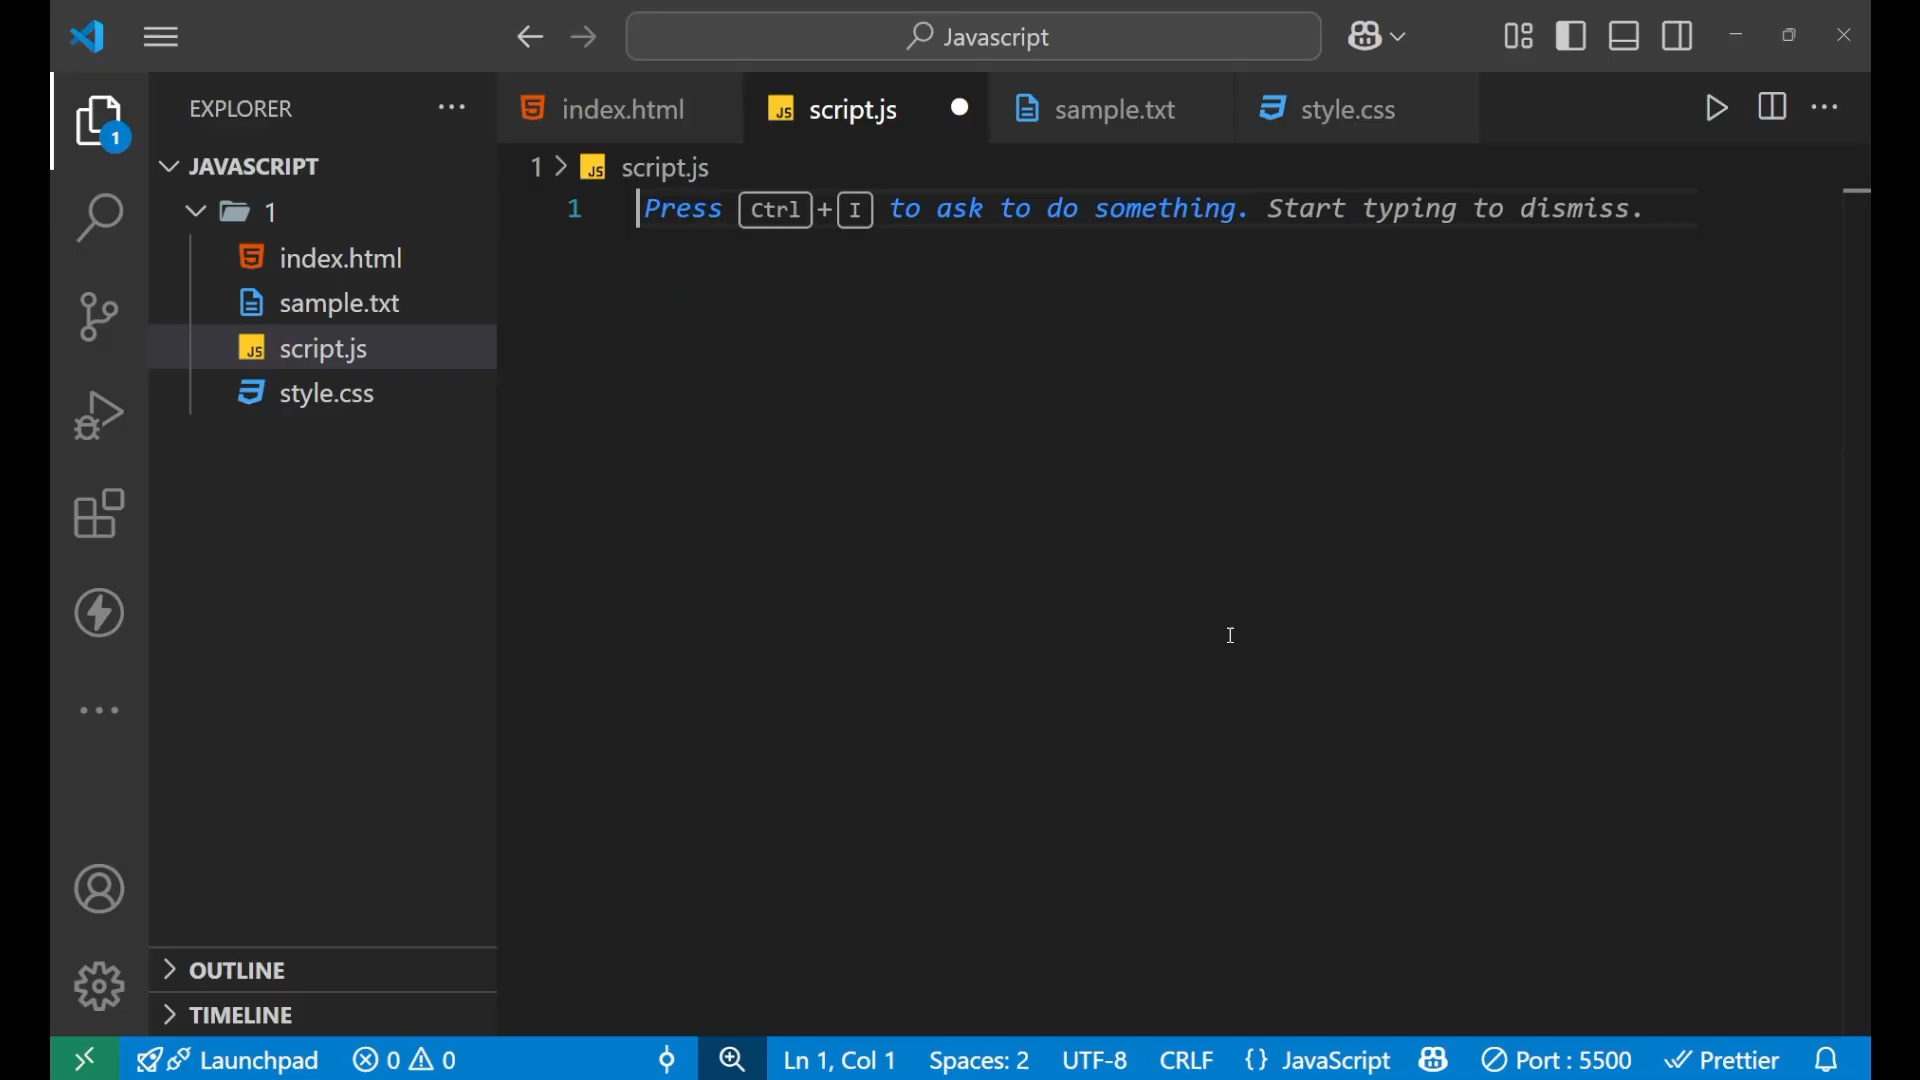 Javascript
EXPLORER
index.html
script.js
sample.txt
style.css
1
JAVASCRIPT
1 > script.js
1
1 Press Ctrl+I to ask to do something. Start typing to dismiss.
index.html
sample.txt
script.js
style.css
OUTLINE
TIMELINE
Launchpad 0 0 Ln 1, Col 1 Spaces: 2 UTF-8 CRLF {} JavaScript Port : 5500 Prettier